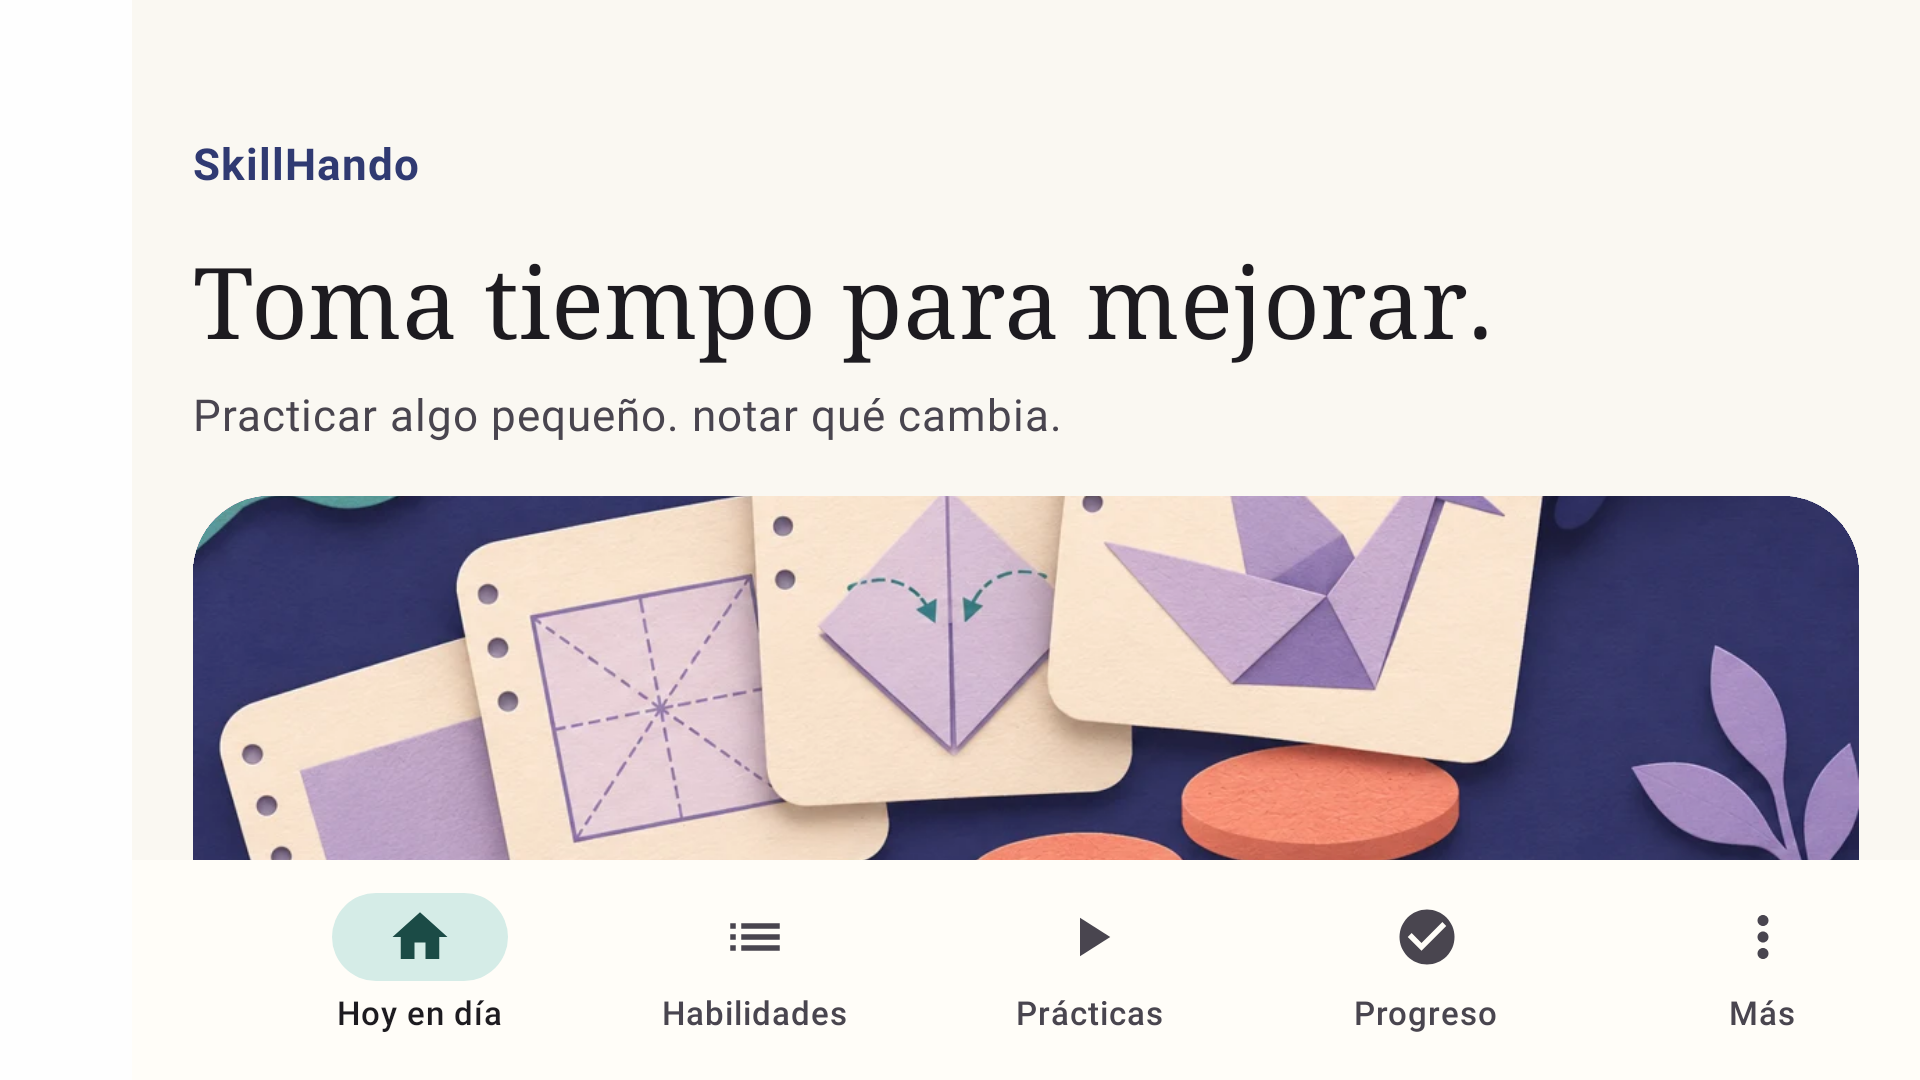 SkillHando
Toma tiempo para mejorar.
Practicar algo pequeño. notar qué cambia.
Hoy en día
Habilidades
Prácticas
Progreso
Más